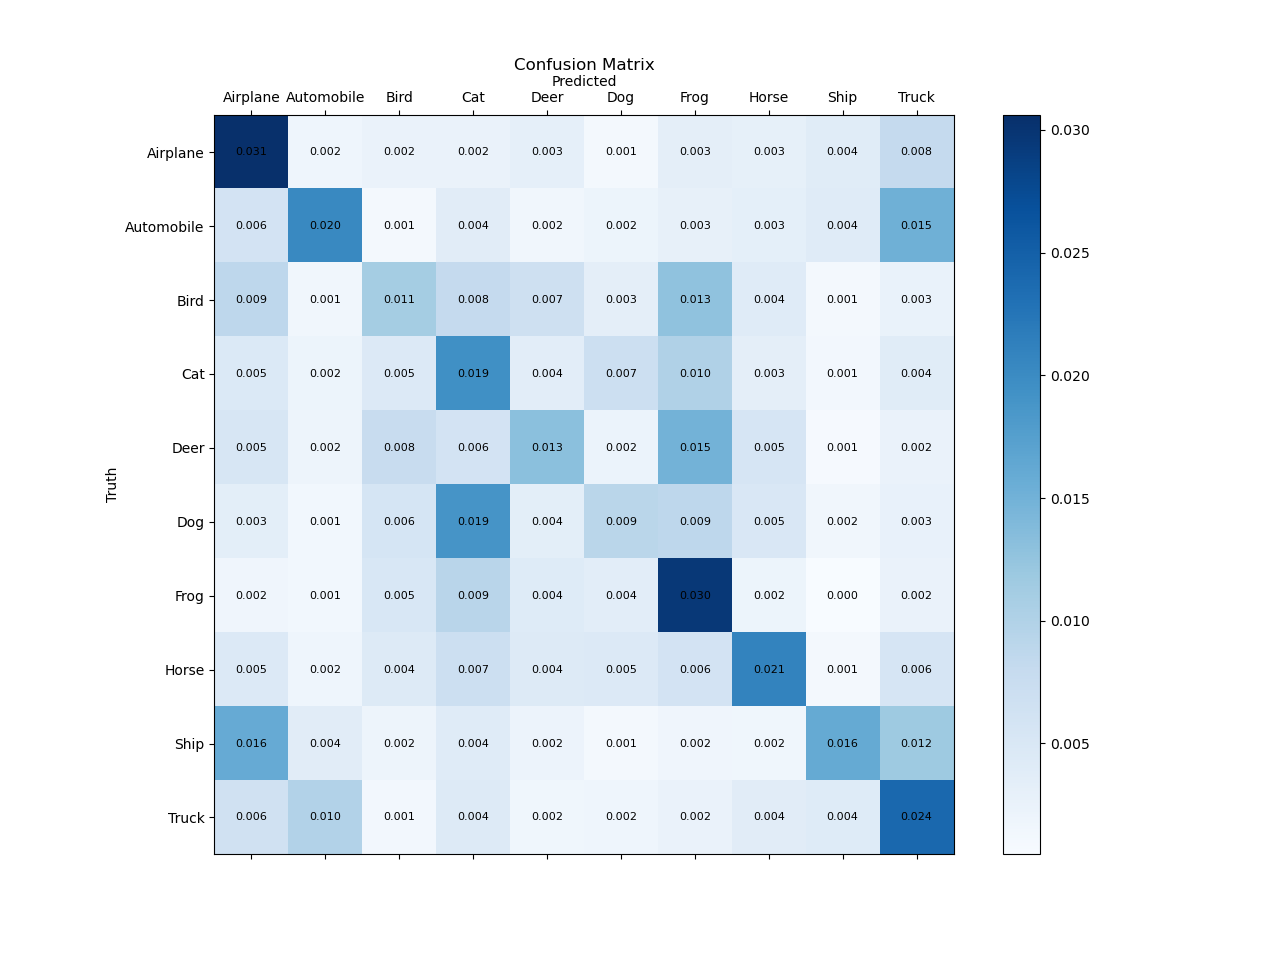 Confusion Matrix
Predicted
Airplane Automobile Bird Cat Deer Dog Frog Horse Ship Truck
Airplane 0.031 0.002 0.002 0.002 0.003 0.001 0.003 0.003 0.004 0.008
Automobile 0.006 0.020 0.001 0.004 0.002 0.002 0.003 0.003 0.004 0.015
Bird 0.009 0.001 0.011 0.008 0.007 0.003 0.013 0.004 0.001 0.003
Cat 0.005 0.002 0.005 0.019 0.004 0.007 0.010 0.003 0.001 0.004
Deer 0.005 0.002 0.008 0.006 0.013 0.002 0.015 0.005 0.001 0.002
Truth
Dog 0.003 0.001 0.006 0.019 0.004 0.009 0.009 0.005 0.002 0.003
Frog 0.002 0.001 0.005 0.009 0.004 0.004 0.030 0.002 0.000 0.002
Horse 0.005 0.002 0.004 0.007 0.004 0.005 0.006 0.021 0.001 0.006
Ship 0.016 0.004 0.002 0.004 0.002 0.001 0.002 0.002 0.016 0.012
Truck 0.006 0.010 0.001 0.004 0.002 0.002 0.002 0.004 0.004 0.024
0.030
0.025
0.020
0.015
0.010
0.005